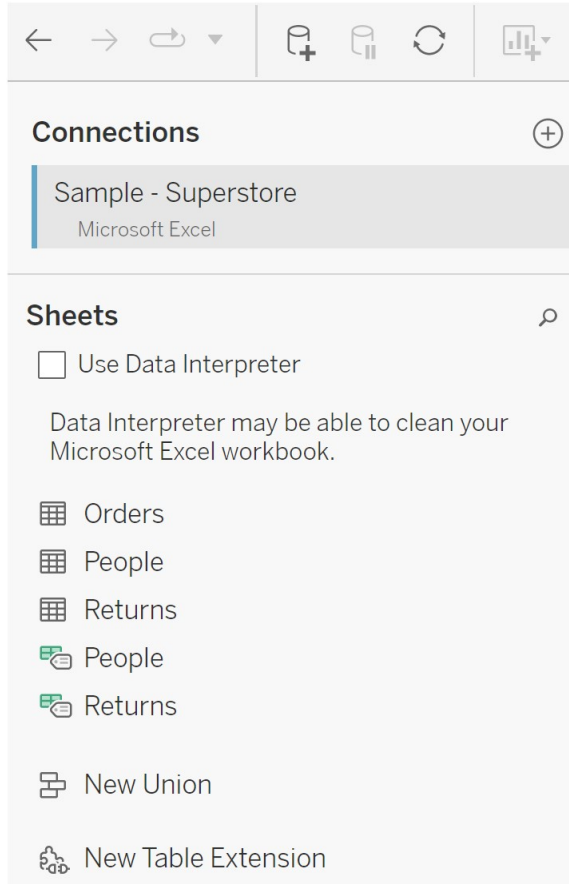 Connections
Sample - Superstore
Microsoft Excel
Sheets
Use Data Interpreter
Data Interpreter may be able to clean your
Microsoft Excel workbook.
Orders
People
Returns
People
Returns
New Union
New Table Extension